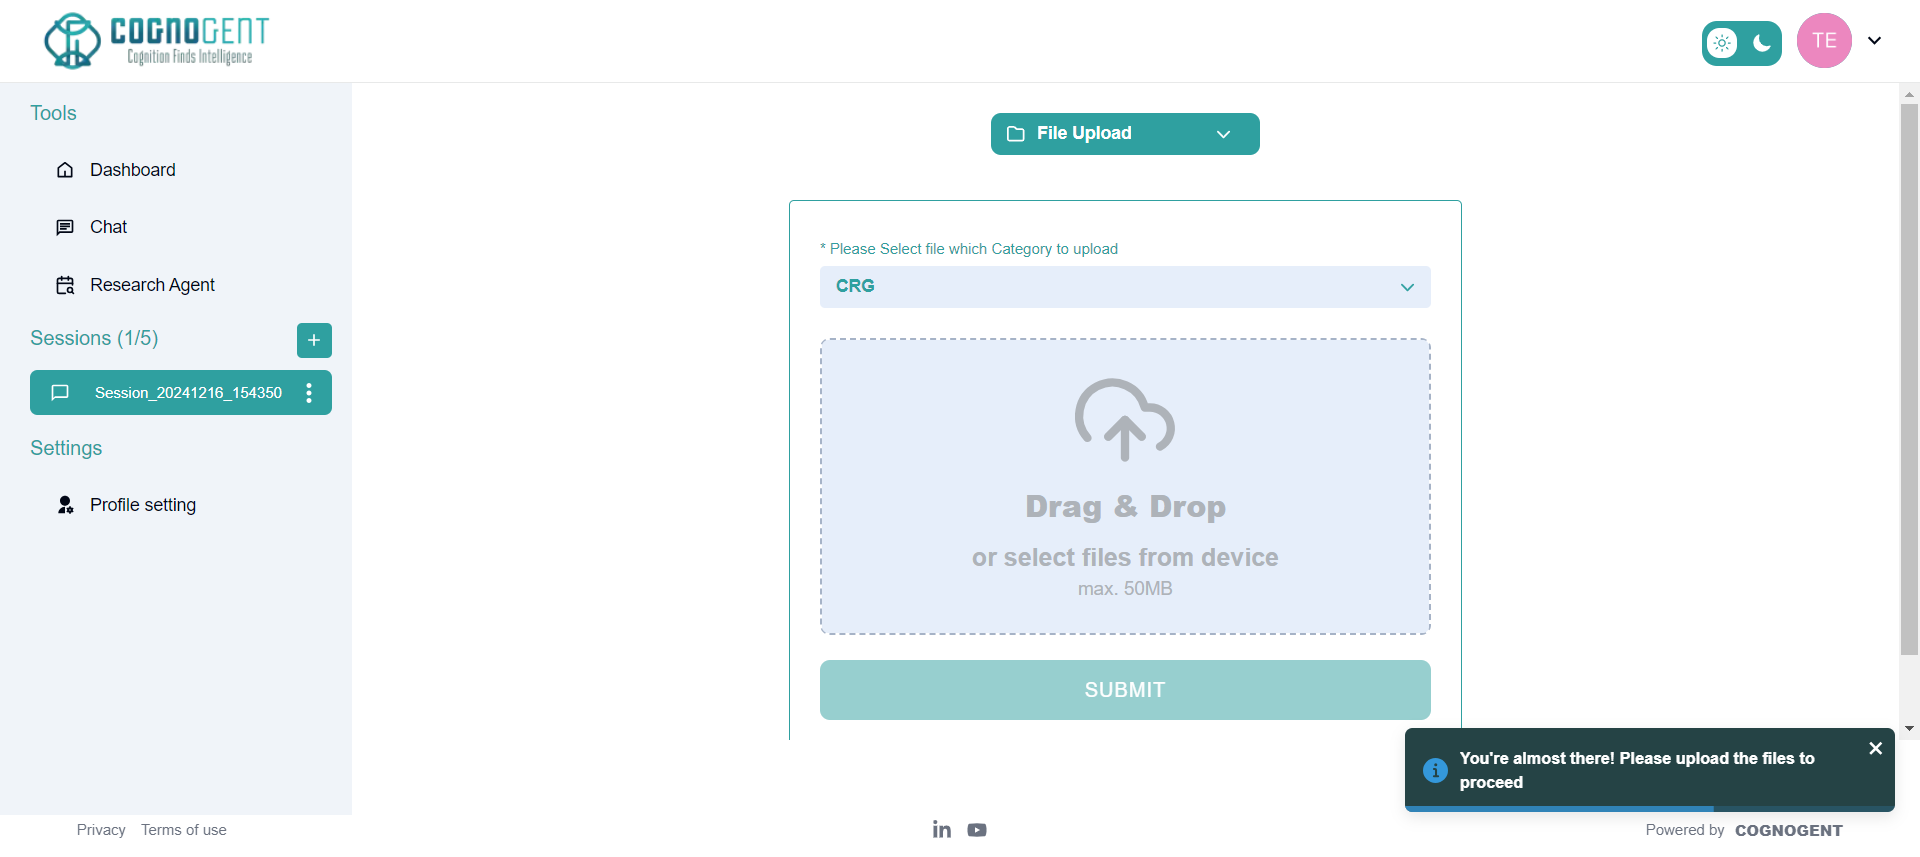 COGNOGENT
Cognition Finds Intelligence
TE
Tools
Dashboard
Chat
Research Agent
Sessions (1/5)
+
Session_20241216_154350
Settings
Profile setting
File Upload
* Please Select file which Category to upload
CRG
Drag & Drop
or select files from device
max. 50MB
SUBMIT
You're almost there! Please upload the files to
proceed
Privacy Terms of use
Powered by COGNOGENT